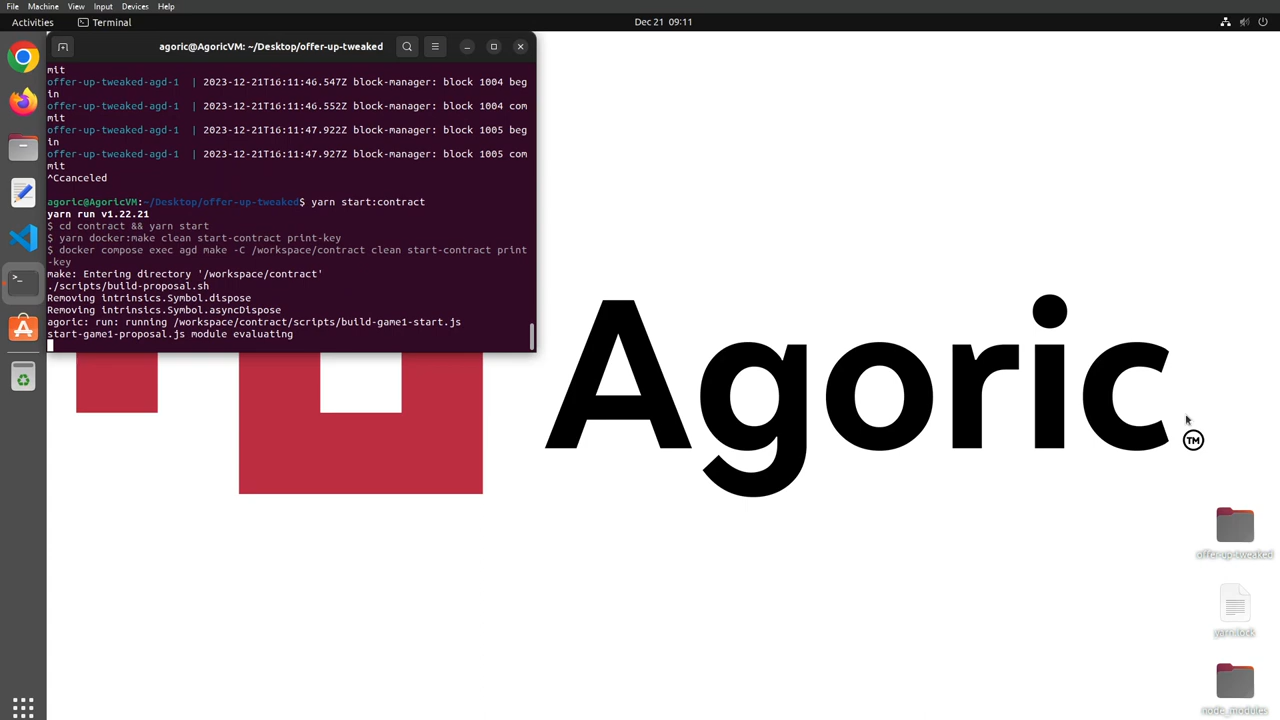 File Machine View Input Devices Help
Activities Terminal Dec 21 09:11
agoric@AgoricVM: ~/Desktop/offer-up-tweaked
mit
offer-up-tweaked-agd-1 | 2023-12-21T16:11:46.547Z block-manager: block 1004 beg
in
offer-up-tweaked-agd-1 | 2023-12-21T16:11:46.552Z block-manager: block 1004 com
mit
offer-up-tweaked-agd-1 | 2023-12-21T16:11:47.922Z block-manager: block 1005 beg
in
offer-up-tweaked-agd-1 | 2023-12-21T16:11:47.927Z block-manager: block 1005 com
mit
^Ccanceled
agoric@AgoricVM:~/Desktop/offer-up-tweaked$ yarn start:contract
yarn run v1.22.21
$ cd contract && yarn start
$ yarn docker:make clean start-contract print-key
$ docker compose exec agd make -C /workspace/contract clean start-contract print
-key
make: Entering directory '/workspace/contract'
./scripts/build-proposal.sh
Removing intrinsics.Symbol.dispose
Removing intrinsics.Symbol.asyncDispose
agoric: run: running /workspace/contract/scripts/build-game1-start.js
start-game1-proposal.js module evaluating
Agoric
TM
offer-up-tweaked
yarn.lock
node_modules